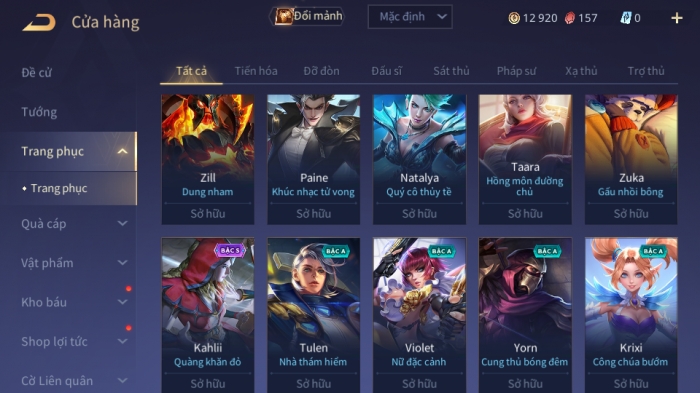 Cửa hàng
Đổi mảnh
Mặc định
12 920
157
0
Đề cử
Tướng
Trang phục
Trang phục
Quà cáp
Vật phẩm
Kho báu
Shop lợi tức
Cờ Liên quân
Tất cả
Tiến hóa
Đỡ đòn
Đấu sĩ
Sát thủ
Pháp sư
Xạ thủ
Trợ thủ
Zill
Dung nham
Sở hữu
Paine
Khúc nhạc tử vong
Sở hữu
Natalya
Quý cô thủy tề
Sở hữu
Taara
Hồng môn đường
chủ
Sở hữu
Zuka
Gấu nhồi bông
Sở hữu
BẬC S
Kahlii
Quàng khăn đỏ
Sở hữu
BẬC A
Tulen
Nhà thám hiểm
Sở hữu
BẬC A
Violet
Nữ đặc cảnh
Sở hữu
BẬC A
Yorn
Cung thủ bóng đêm
Sở hữu
BẬC A
Krixi
Công chúa bướm
Sở hữu